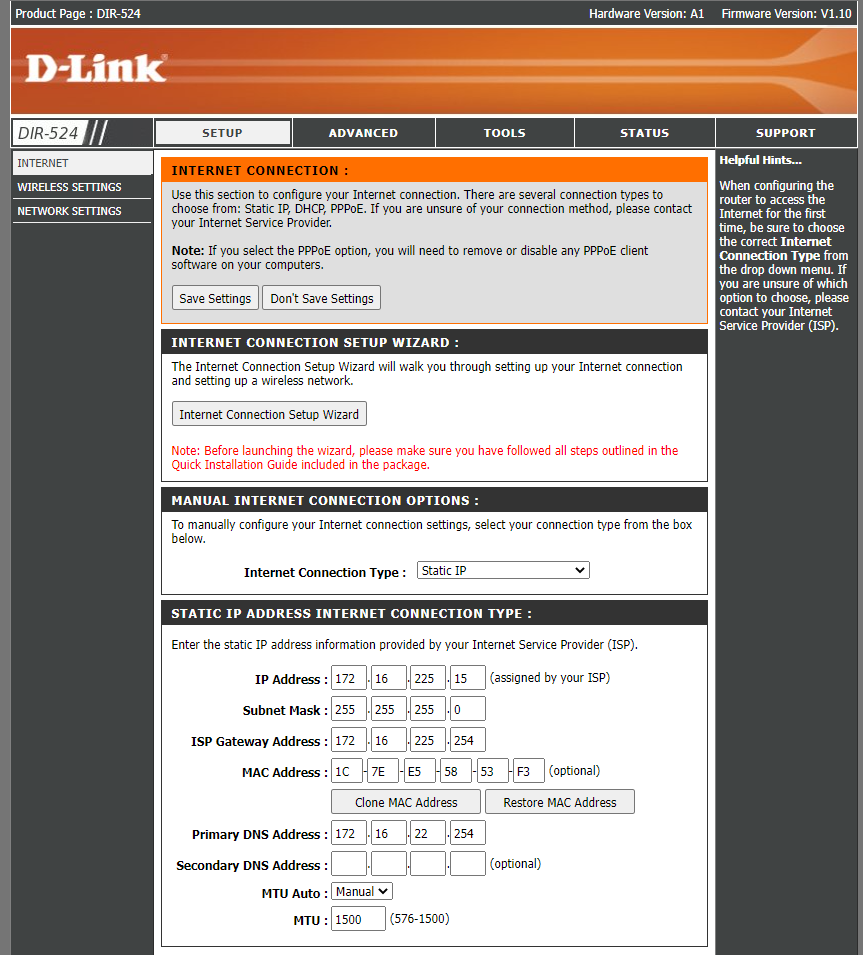 Product Page : DIR-524
Hardware Version: A1 Firmware Version: V1.10
D-Link
DIR-524 //
SETUP
ADVANCED
TOOLS
STATUS
SUPPORT
INTERNET
WIRELESS SETTINGS
NETWORK SETTINGS
INTERNET CONNECTION :
Use this section to configure your Internet connection. There are several connection types to
choose from: Static IP, DHCP, PPPoE. If you are unsure of your connection method, please contact
your Internet Service Provider.
Note: If you select the PPPoE option, you will need to remove or disable any PPPoE client
software on your computers.
Save Settings Don't Save Settings
INTERNET CONNECTION SETUP WIZARD :
The Internet Connection Setup Wizard will walk you through setting up your Internet connection
and setting up a wireless network.
Internet Connection Setup Wizard
Note: Before launching the wizard, please make sure you have followed all steps outlined in the
Quick Installation Guide included in the package.
MANUAL INTERNET CONNECTION OPTIONS :
To manually configure your Internet connection settings, select your connection type from the box
below.
Internet Connection Type : Static IP
STATIC IP ADDRESS INTERNET CONNECTION TYPE :
Enter the static IP address information provided by your Internet Service Provider (ISP).
IP Address : 172 . 16 . 225 . 15 (assigned by your ISP)
Subnet Mask : 255 . 255 . 255 . 0
ISP Gateway Address : 172 . 16 . 225 . 254
MAC Address : 1C - 7E - E5 - 58 - 53 - F3 (optional)
Clone MAC Address Restore MAC Address
Primary DNS Address : 172 . 16 . 22 . 254
Secondary DNS Address : . . . (optional)
MTU Auto : Manual
MTU : 1500 (576-1500)
Helpful Hints...
When configuring the
router to access the
Internet for the first
time, be sure to choose
the correct Internet
Connection Type from
the drop down menu. If
you are unsure of which
option to choose, please
contact your Internet
Service Provider (ISP).